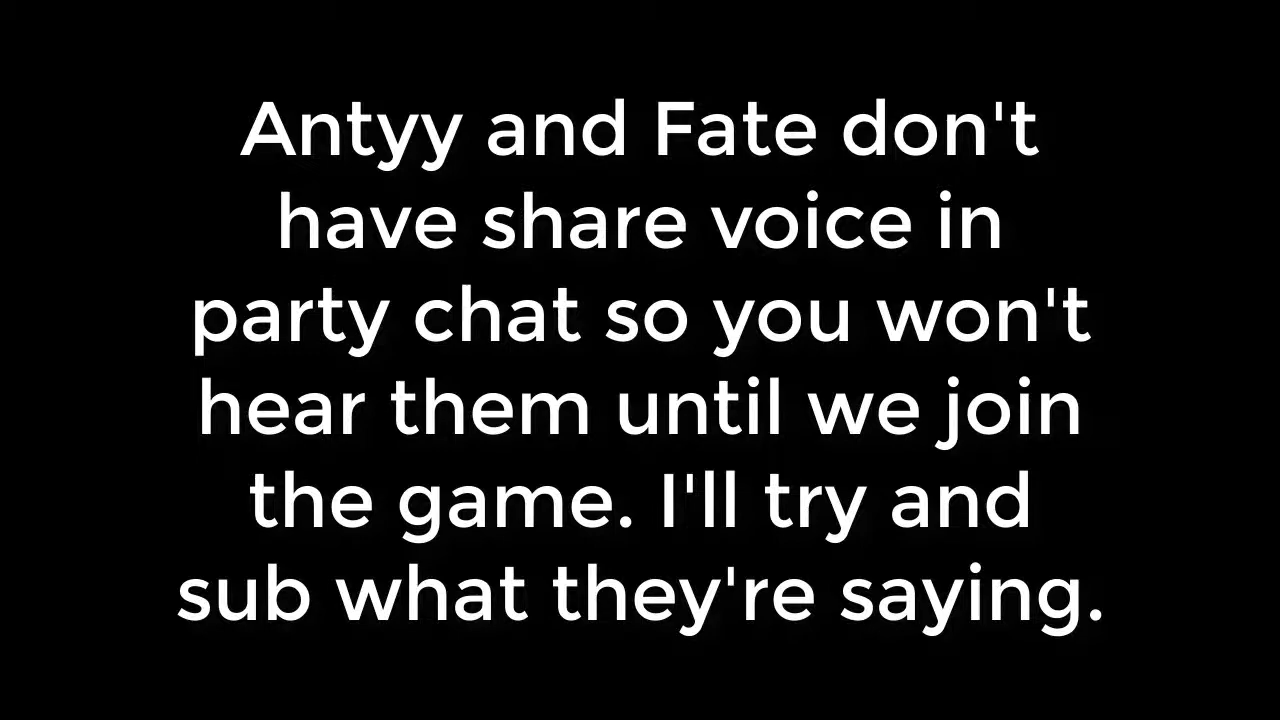 Antyy and Fate don't
have share voice in
party chat so you won't
hear them until we join
the game. I'll try and
sub what they're saying.